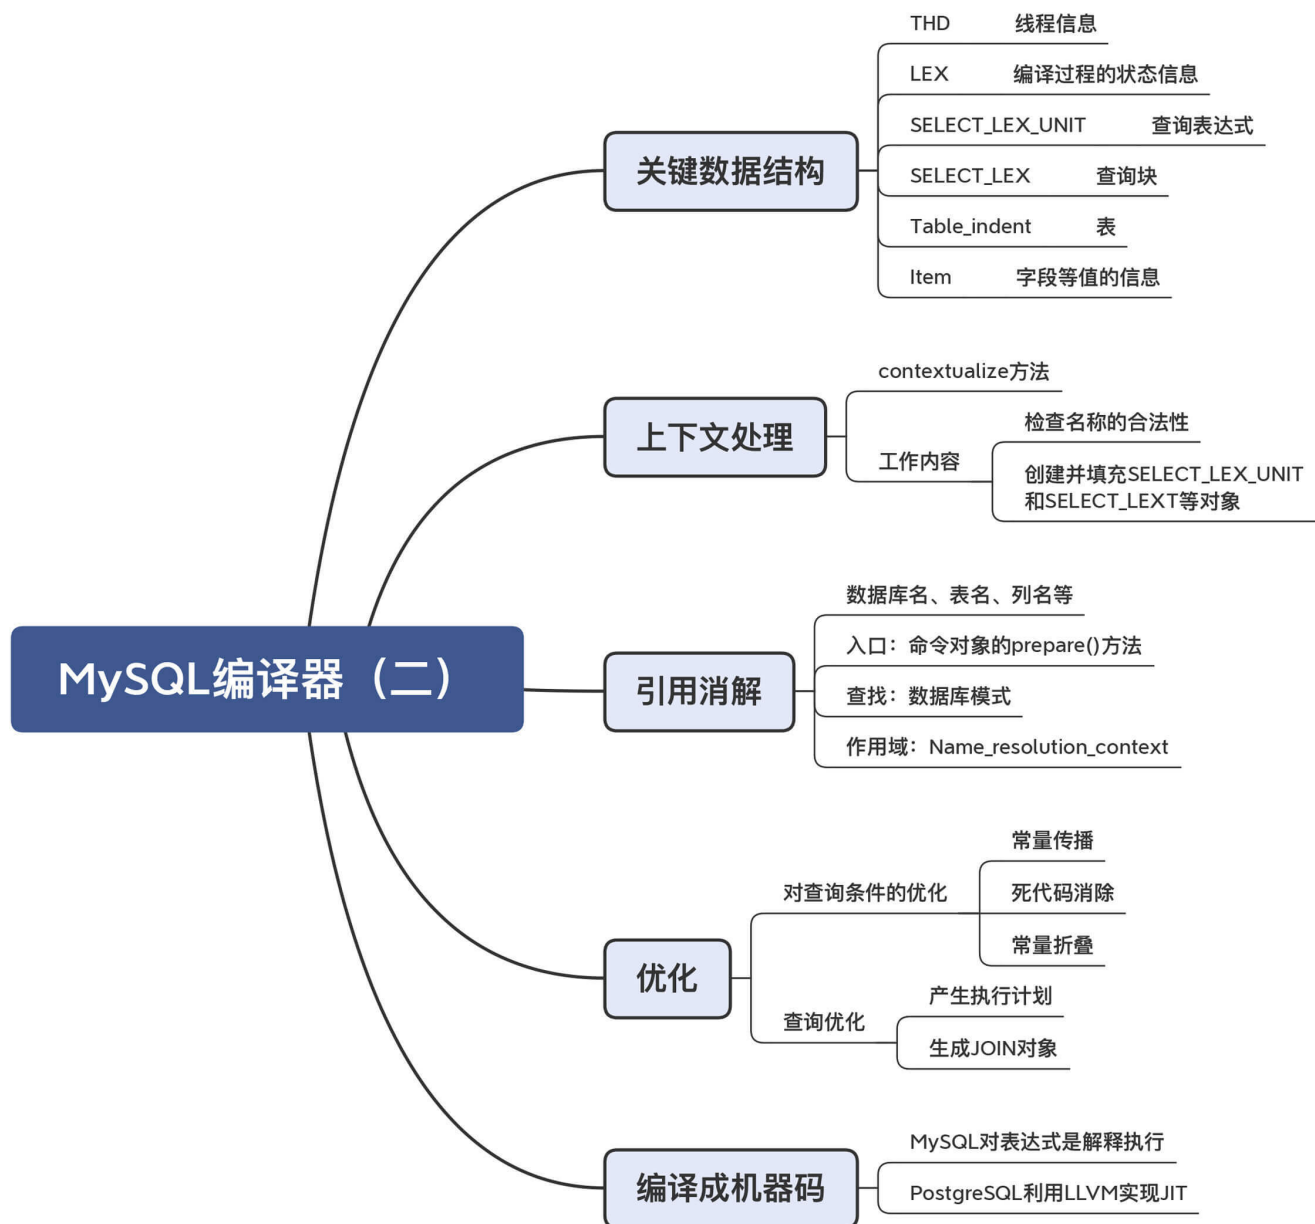 THD 线程信息
LEX 编译过程的状态信息
SELECT_LEX_UNIT 查询表达式
关键数据结构
SELECT_LEX 查询块
Table_indent 表
Item 字段等值的信息
contextualize方法
上下文处理
检查名称的合法性
工作内容
创建并填充SELECT_LEX_UNIT
和SELECT_LEXT等对象
MySQL编译器（二）
引用消解
数据库名、表名、列名等
入口：命令对象的prepare()方法
查找：数据库模式
作用域：Name_resolution_context
优化
对查询条件的优化
常量传播
死代码消除
常量折叠
查询优化
产生执行计划
生成JOIN对象
编译成机器码
MySQL对表达式是解释执行
PostgreSQL利用LLVM实现JIT